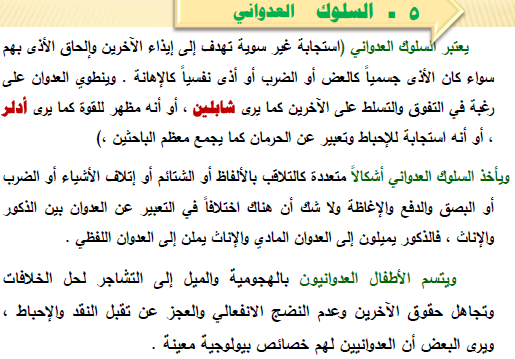 ٥ - السلوك العدواني
يعتبر السلوك العدواني (استجابة غير سوية تهدف إلى إيذاء الآخرين وإلحاق الأذى بهم
سواء كان الأذى جسمياً كالعض أو الضرب أو أذى نفسياً كالإهانة . وينطوي العدوان على
رغبة في التفوق والتسلط على الآخرين كما يرى شابلين ، أو أنه مظهر للقوة كما يرى أدلر
، أو أنه استجابة للإحباط وتعبير عن الحرمان كما يجمع معظم الباحثين ،)
ويأخذ السلوك العدواني أشكالاً متعددة كالتلاقب بالألفاظ أو الشتائم أو إتلاف الأشياء أو الضرب
أو البصق والدفع والإغاظة ولا شك أن هناك اختلافاً في التعبير عن العدوان بين الذكور
والإناث ، فالذكور يميلون إلى العدوان المادي والإناث يملن إلى العدوان اللفظي .
ويتسم الأطفال العدوانيون بالهجومية والميل إلى التشاجر لحل الخلافات
وتجاهل حقوق الآخرين وعدم النضج الانفعالي والعجز عن تقبل النقد والإحباط ،
ويرى البعض أن العدوانيين لهم خصائص بيولوجية معينة .